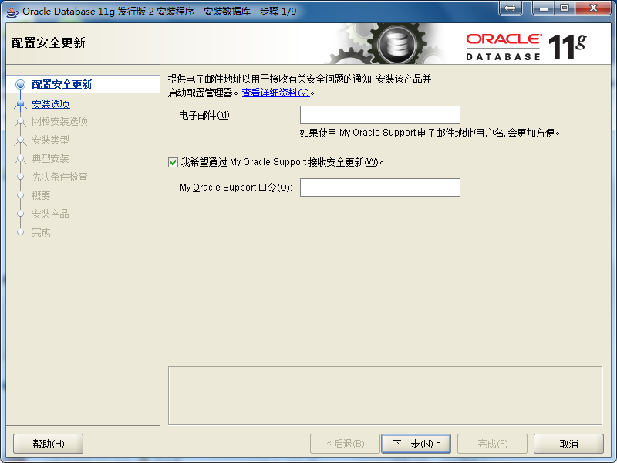 Oracle Database 11g 发行版 2 安装程序 - 安装数据库 - 步骤 1/9
配置安全更新
ORACLE
DATABASE
11g
配置安全更新
安装选项
网格安装选项
安装类型
典型安装
先决条件检查
概要
安装产品
完成
提供电子邮件地址以用于接收有关安全问题的通知, 安装该产品并
启动配置管理器。查看详细资料(V)。
电子邮件(M):
如果使用 My Oracle Support 电子邮件地址/用户名, 会更加方便。
我希望通过 My Oracle Support 接收安全更新(W)。
My Oracle Support 口令(O):
帮助(H)
< 后退(B)
下一步(N) >
完成(F)
取消